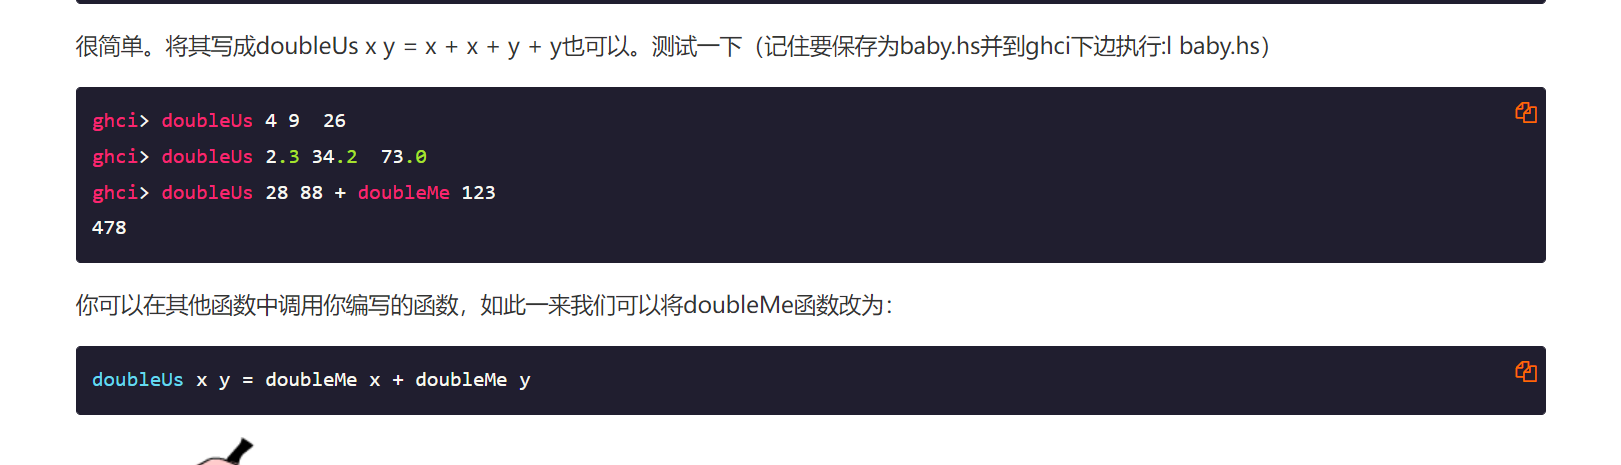 很简单。将其写成doubleUs x y = x + x + y + y也可以。测试一下（记住要保存为baby.hs并到ghci下边执行:l baby.hs）
ghci> doubleUs 4 9  26
ghci> doubleUs 2.3 34.2  73.0
ghci> doubleUs 28 88 + doubleMe 123
478
你可以在其他函数中调用你编写的函数，如此一来我们可以将doubleMe函数改为：
doubleUs x y = doubleMe x + doubleMe y